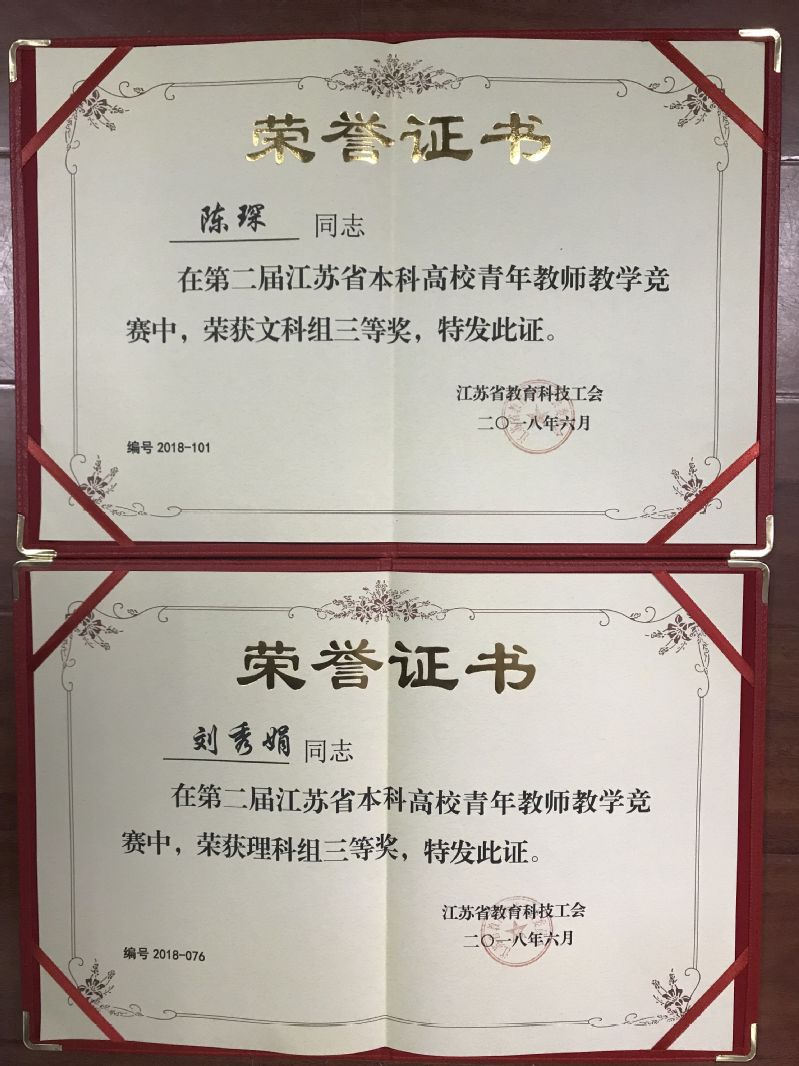 荣誉证书
陈琛 同志
在第二届江苏省本科高校青年教师教学竞
赛中，荣获文科组三等奖，特发此证。
江苏省教育科技工会
二〇一八年六月
编号 2018-101
荣誉证书
刘秀娟 同志
在第二届江苏省本科高校青年教师教学竞
赛中，荣获理科组三等奖，特发此证。
江苏省教育科技工会
二〇一八年六月
编号 2018-076